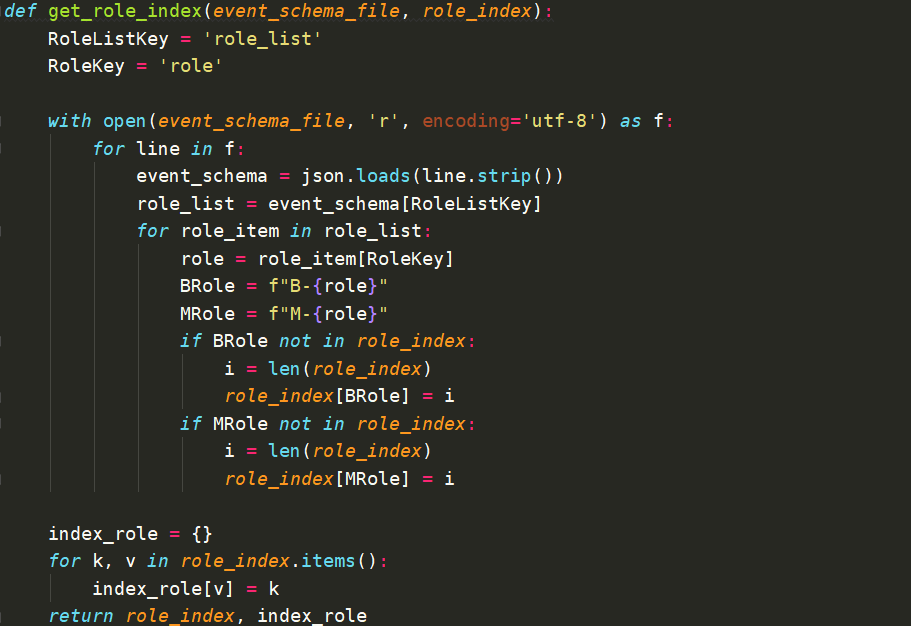 def get_role_index(event_schema_file, role_index):
    RoleListKey = 'role_list'
    RoleKey = 'role'

    with open(event_schema_file, 'r', encoding='utf-8') as f:
        for line in f:
            event_schema = json.loads(line.strip())
            role_list = event_schema[RoleListKey]
            for role_item in role_list:
                role = role_item[RoleKey]
                BRole = f"B-{role}"
                MRole = f"M-{role}"
                if BRole not in role_index:
                    i = len(role_index)
                    role_index[BRole] = i
                if MRole not in role_index:
                    i = len(role_index)
                    role_index[MRole] = i

    index_role = {}
    for k, v in role_index.items():
        index_role[v] = k
    return role_index, index_role